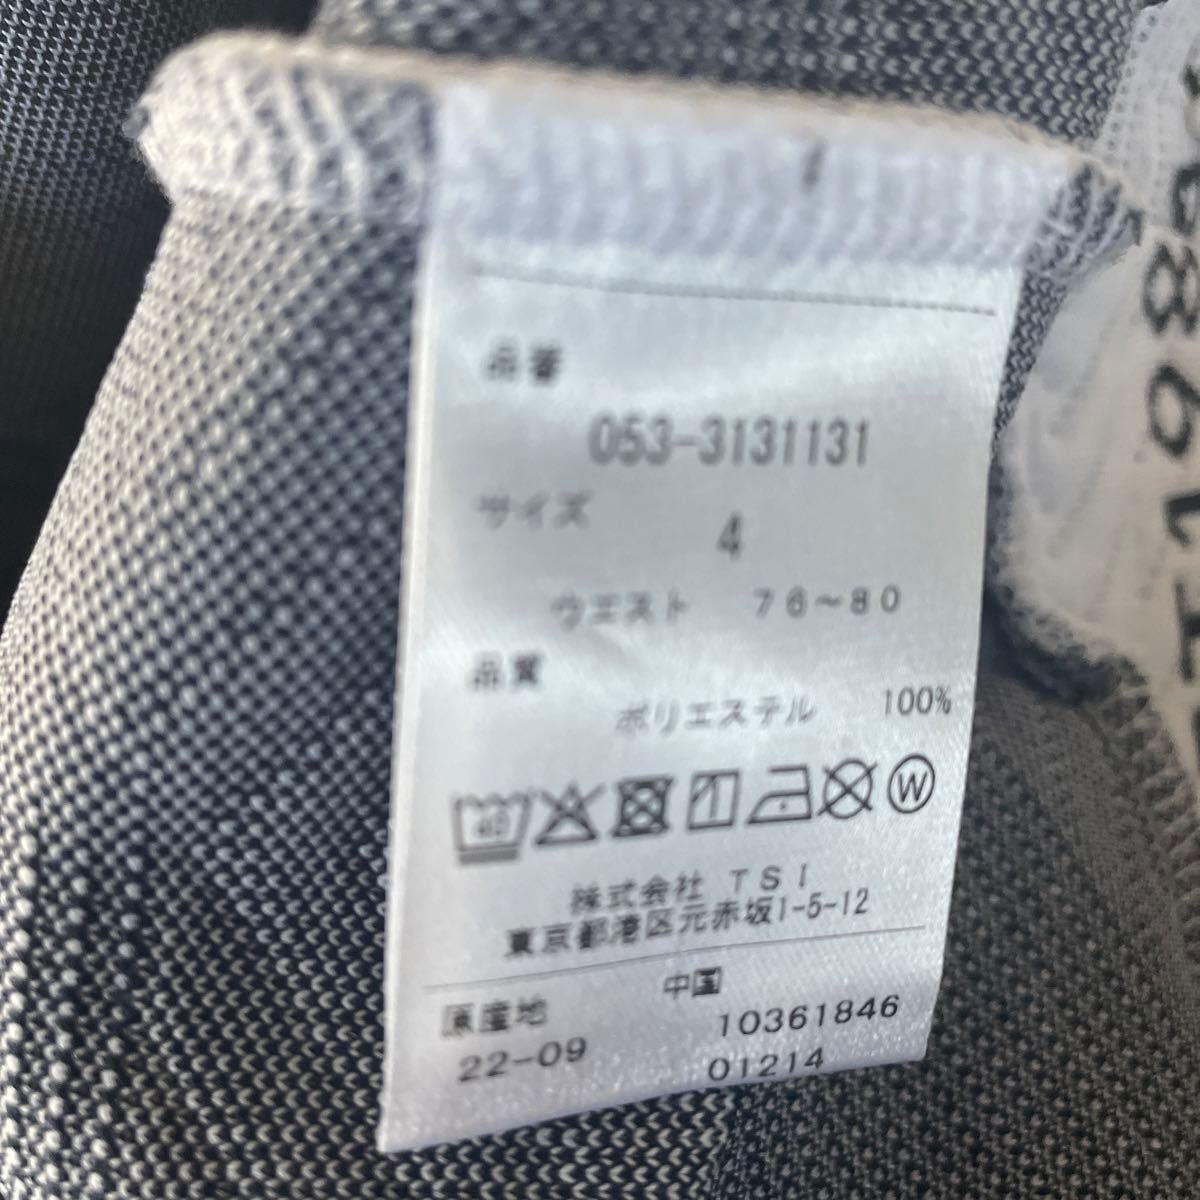 品番
053-3131131
サイズ
4
ウエスト 76～80
品質
ポリエステル 100%
40
W
株式会社 TSI
東京都港区元赤坂1-5-12
中国
原産地
10361846
22-09
01214